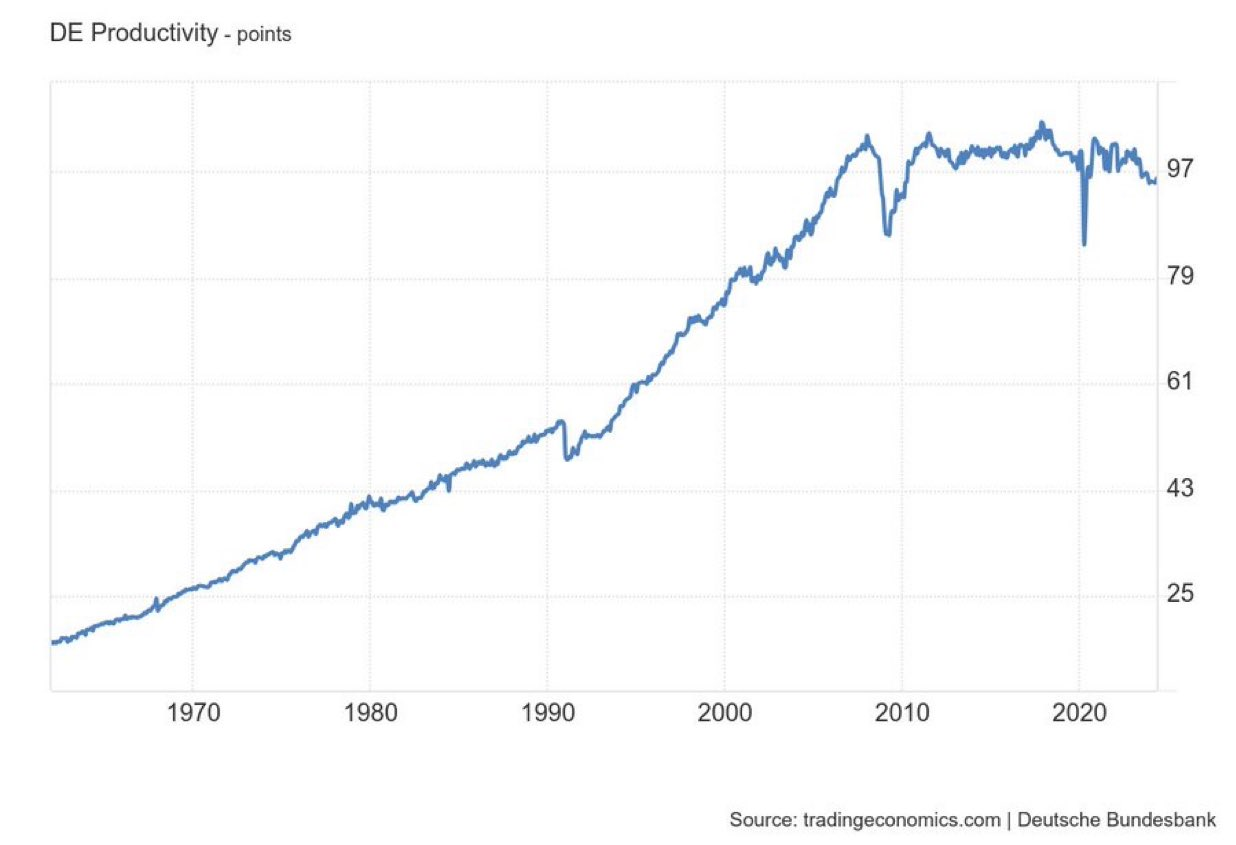 DE Productivity - points
97
79
61
43
25
1970 1980 1990 2000 2010 2020
Source: tradingeconomics.com | Deutsche Bundesbank